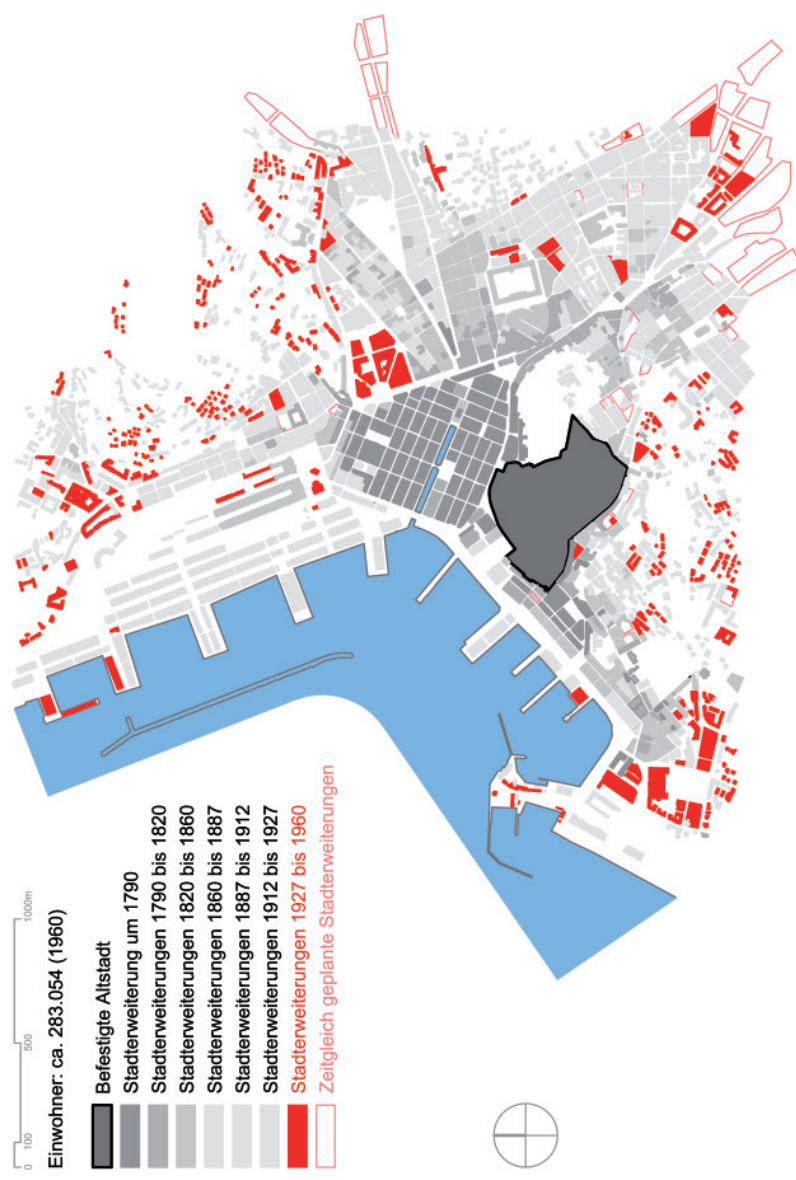 0 100 500 1000m
Einwohner: ca. 283.054 (1960)
Befestigte Altstadt
Stadterweiterung um 1790
Stadterweiterungen 1790 bis 1820
Stadterweiterungen 1820 bis 1860
Stadterweiterungen 1860 bis 1887
Stadterweiterungen 1887 bis 1912
Stadterweiterungen 1912 bis 1927
Stadterweiterungen 1927 bis 1960
Zeitgleich geplante Stadterweiterungen